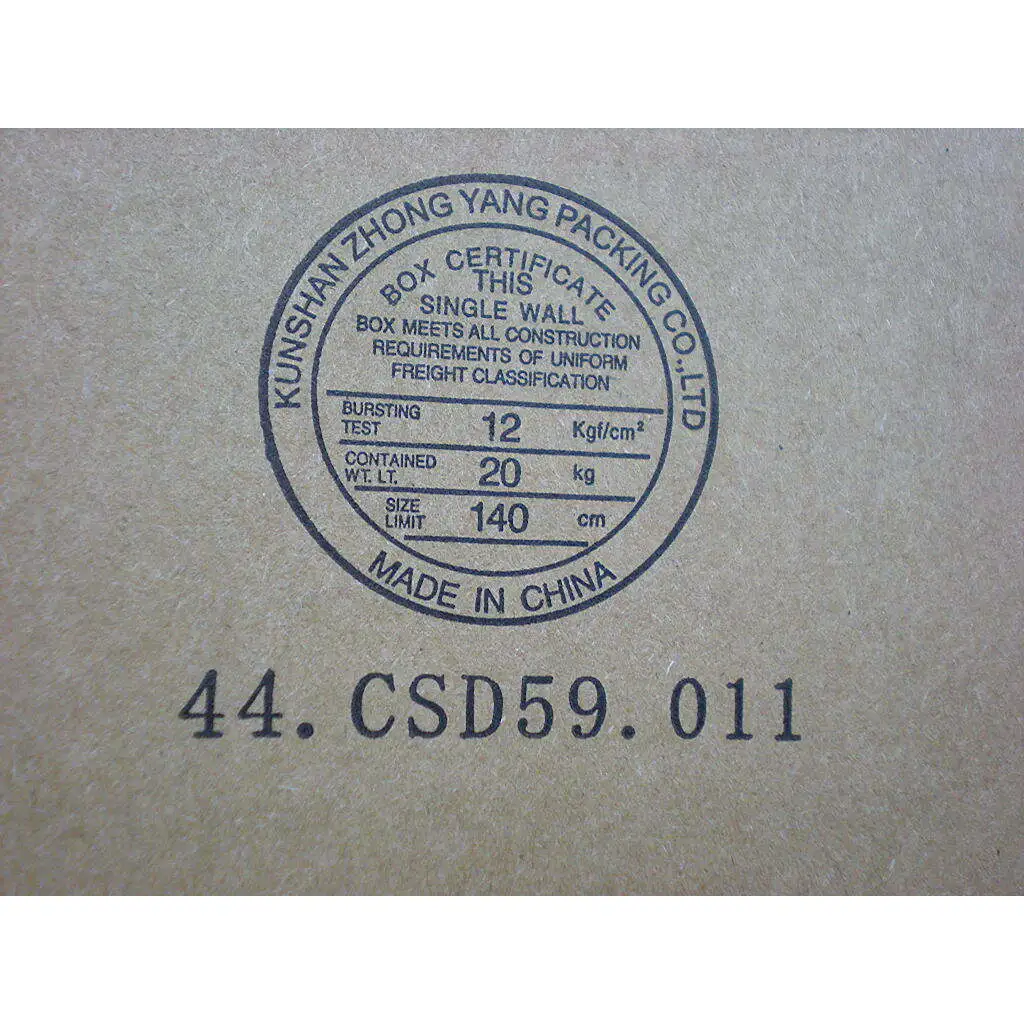 KUNSHAN ZHONG YANG PACKING CO.,LTD
BOX CERTIFICATE
THIS
SINGLE WALL
BOX MEETS ALL CONSTRUCTION
REQUIREMENTS OF UNIFORM
FREIGHT CLASSIFICATION
BURSTING
TEST 12 Kgf/cm²
CONTAINED
WT. LT. 20 kg
SIZE
LIMIT 140 cm
MADE IN CHINA
44.CSD59.011